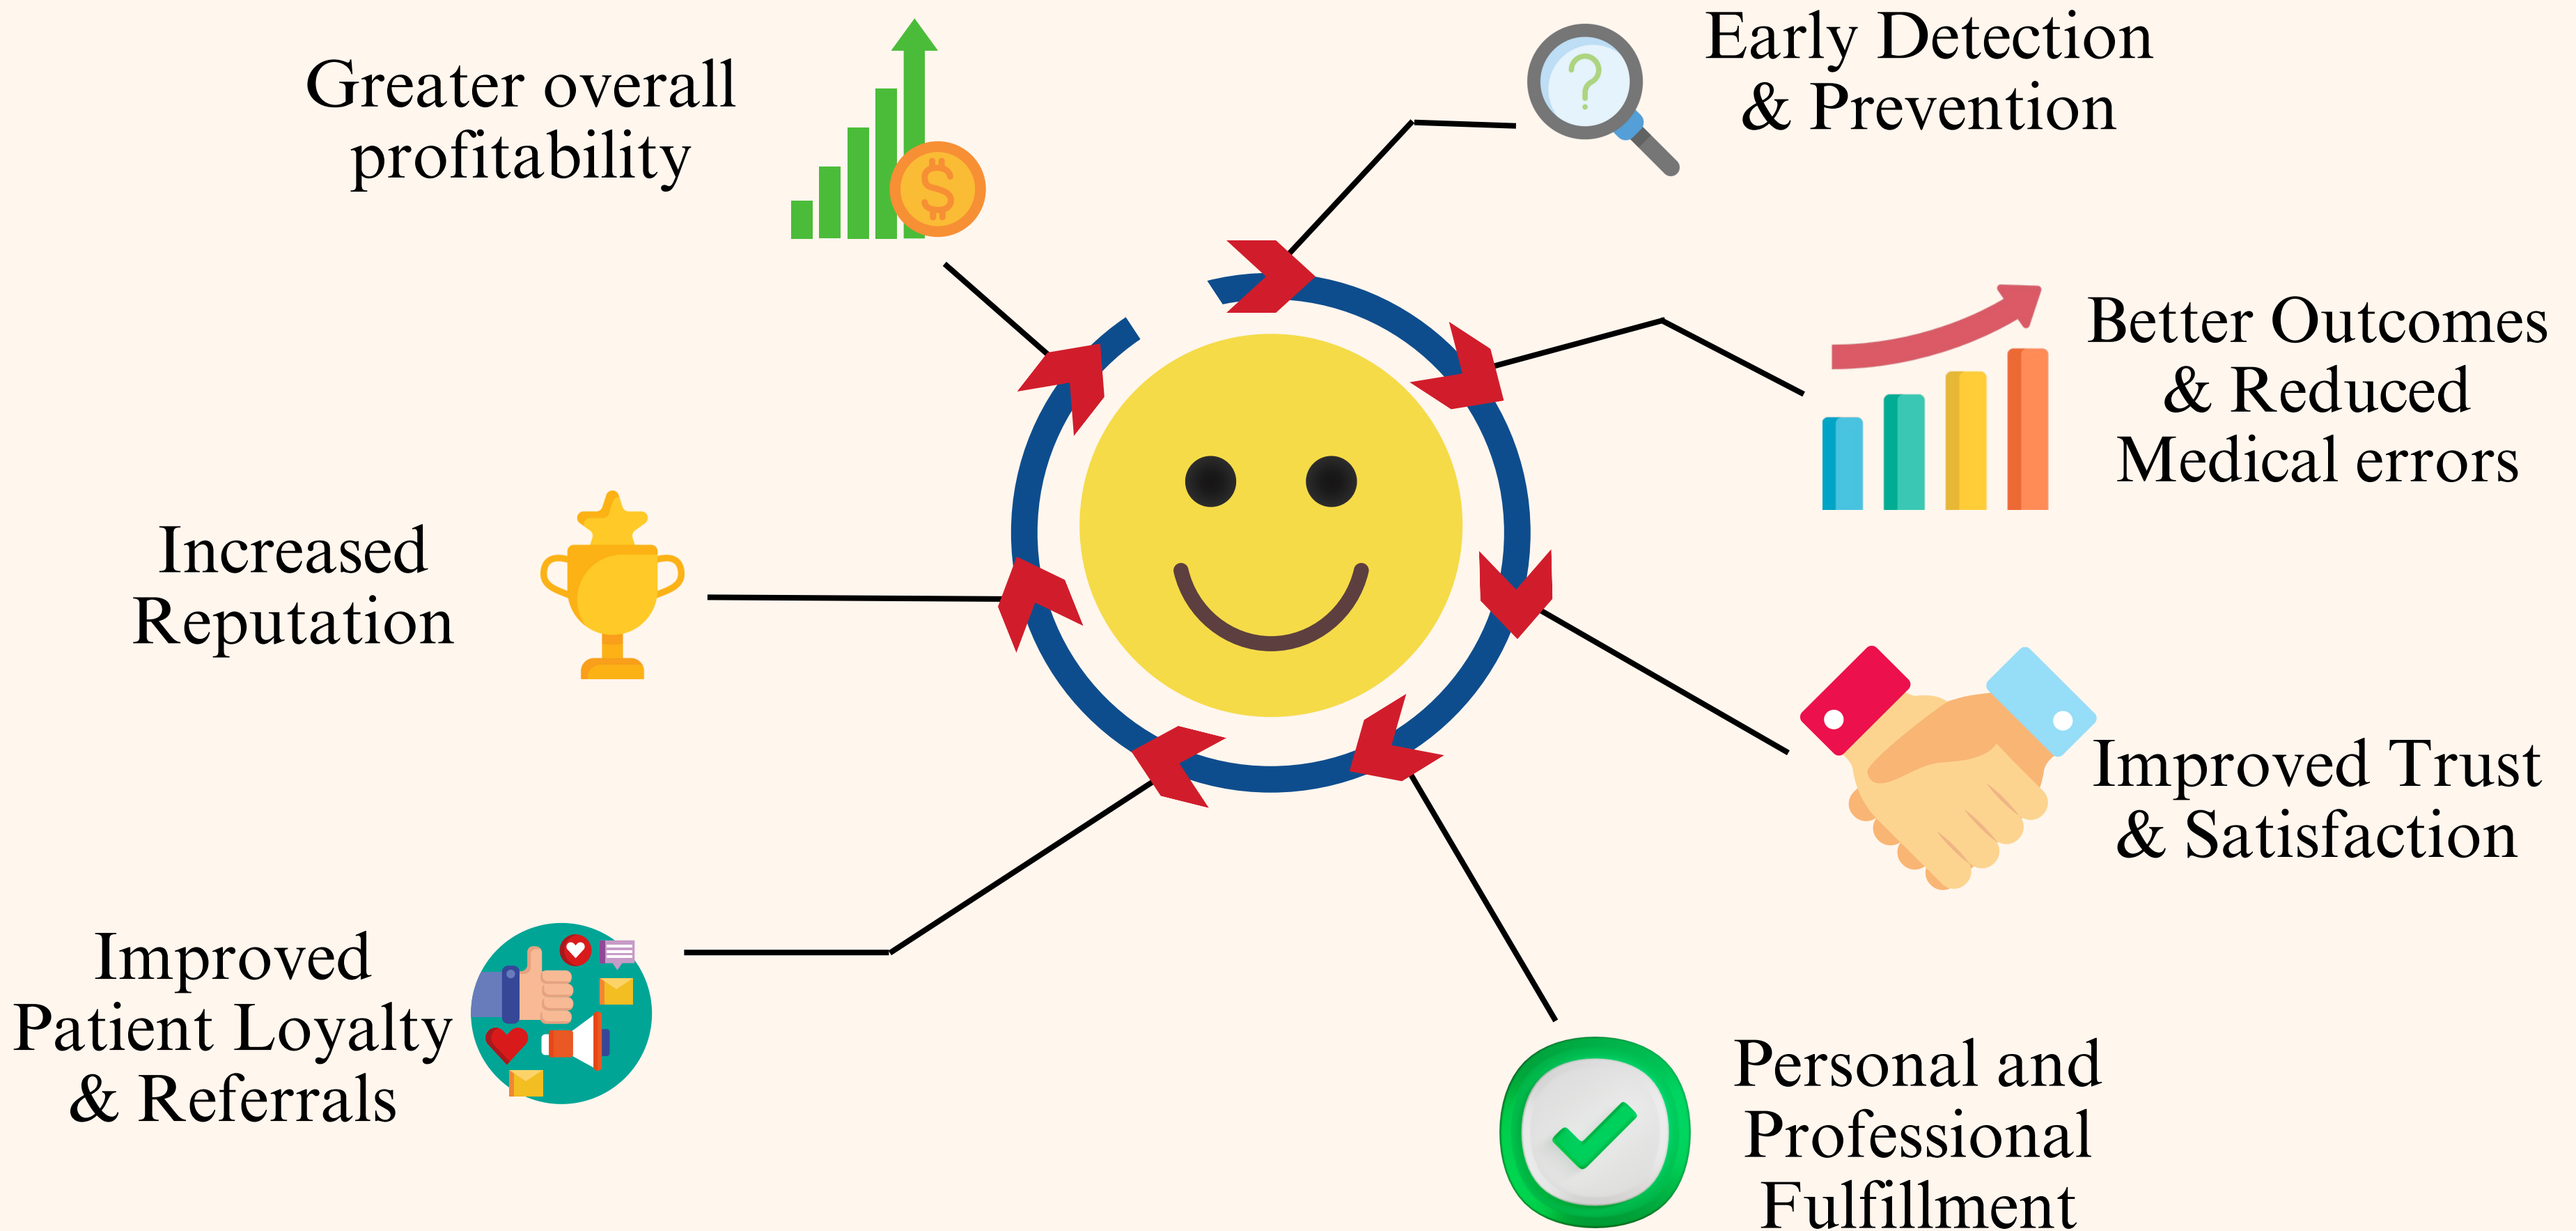 Greater overall
profitability
Early Detection
& Prevention
Better Outcomes
& Reduced
Medical errors
Improved Trust
& Satisfaction
Personal and
Professional
Fulfillment
Improved
Patient Loyalty
& Referrals
Increased
Reputation
?
$